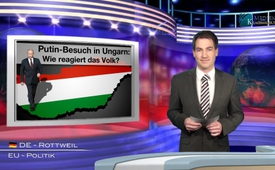 Putin-Besuch in Ungarn:
Wie reagiert das Volk?
DE - ROTTWEIL
EU - POLITIK